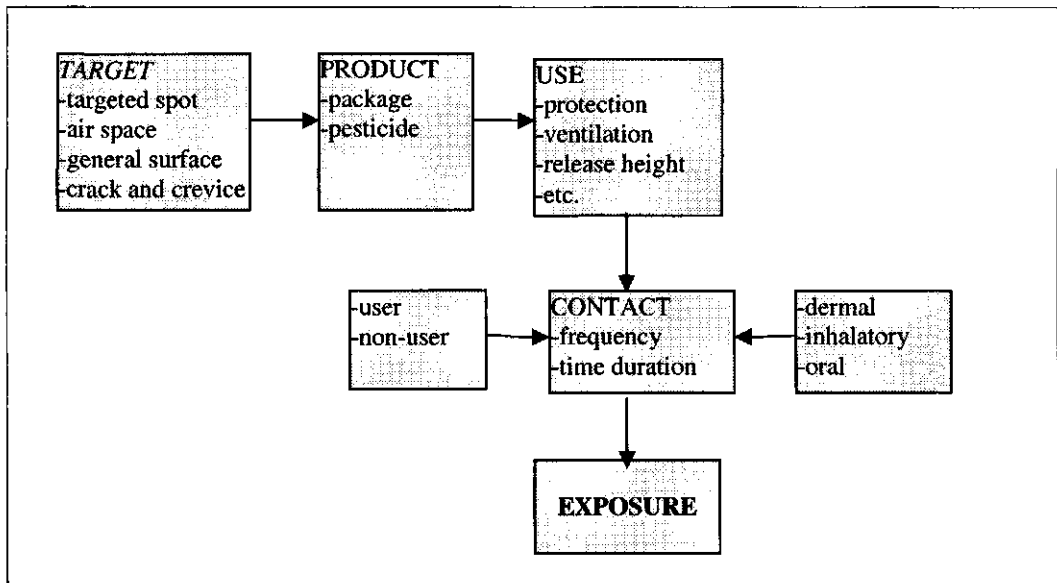 TARGET
-targeted spot
-air space
-general surface
-crack and crevice
PRODUCT
-package
-pesticide
USE
-protection
-ventilation
-release height
-etc.
-user
-non-user
CONTACT
-frequency
-time duration
-dermal
-inhalatory
-oral
EXPOSURE